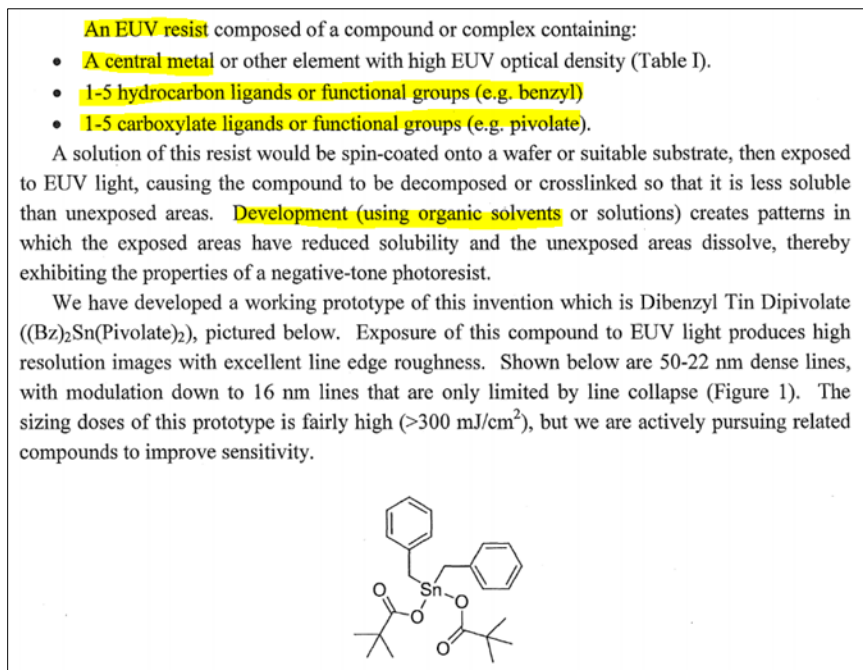 An EUV resist composed of a compound or complex containing:
• A central metal or other element with high EUV optical density (Table I).
• 1-5 hydrocarbon ligands or functional groups (e.g. benzyl)
• 1-5 carboxylate ligands or functional groups (e.g. pivolate).
A solution of this resist would be spin-coated onto a wafer or suitable substrate, then exposed
to EUV light, causing the compound to be decomposed or crosslinked so that it is less soluble
than unexposed areas. Development (using organic solvents or solutions) creates patterns in
which the exposed areas have reduced solubility and the unexposed areas dissolve, thereby
exhibiting the properties of a negative-tone photoresist.
We have developed a working prototype of this invention which is Dibenzyl Tin Dipivolate
((Bz)₂Sn(Pivolate)₂), pictured below. Exposure of this compound to EUV light produces high
resolution images with excellent line edge roughness. Shown below are 50-22 nm dense lines,
with modulation down to 16 nm lines that are only limited by line collapse (Figure 1). The
sizing doses of this prototype is fairly high (>300 mJ/cm²), but we are actively pursuing related
compounds to improve sensitivity.
Sn
O
O
O
O